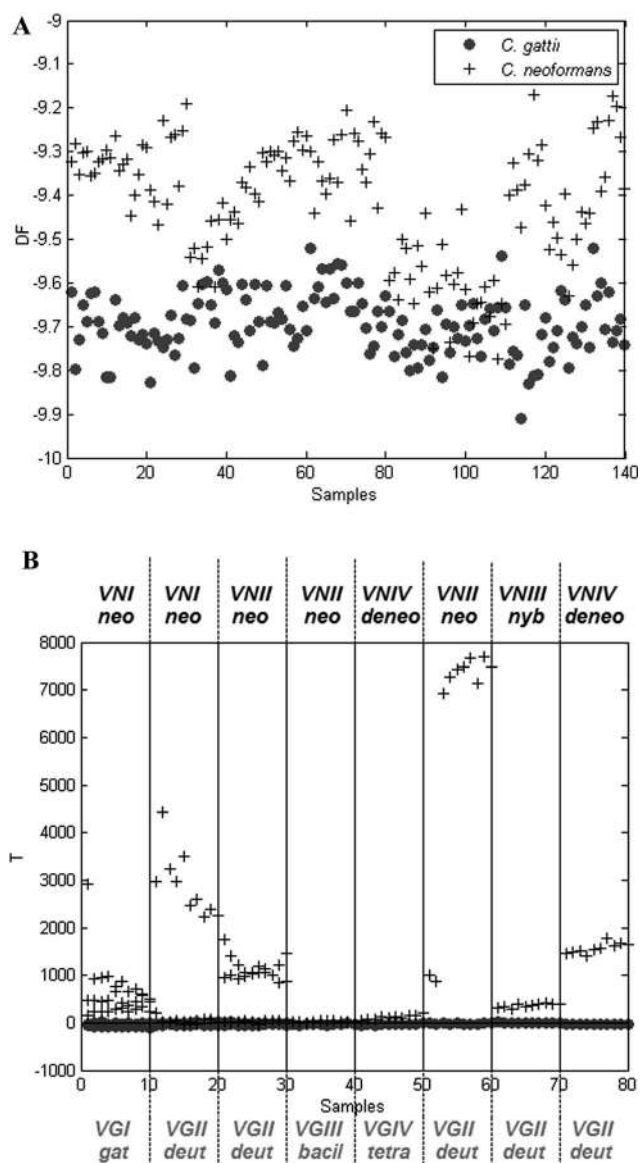 A
-9
-9.1
-9.2
-9.3
-9.4
-9.5
-9.6
-9.7
-9.8
-9.9
-10
DF
C. gattii
C. neoformans
0 20 40 60 80 100 120 140
Samples
B
VNI VNI VNII VNII VNIV VNII VNIII VNIV
neo neo neo neo deneo neo nyb deneo
8000
7000
6000
5000
4000
3000
2000
1000
0
-1000
T
0 10 20 30 40 50 60 70 80
Samples
VGI VGII VGII VGIII VGIV VGII VGII VGII
gat deut deut bacil tetra deut deut deut